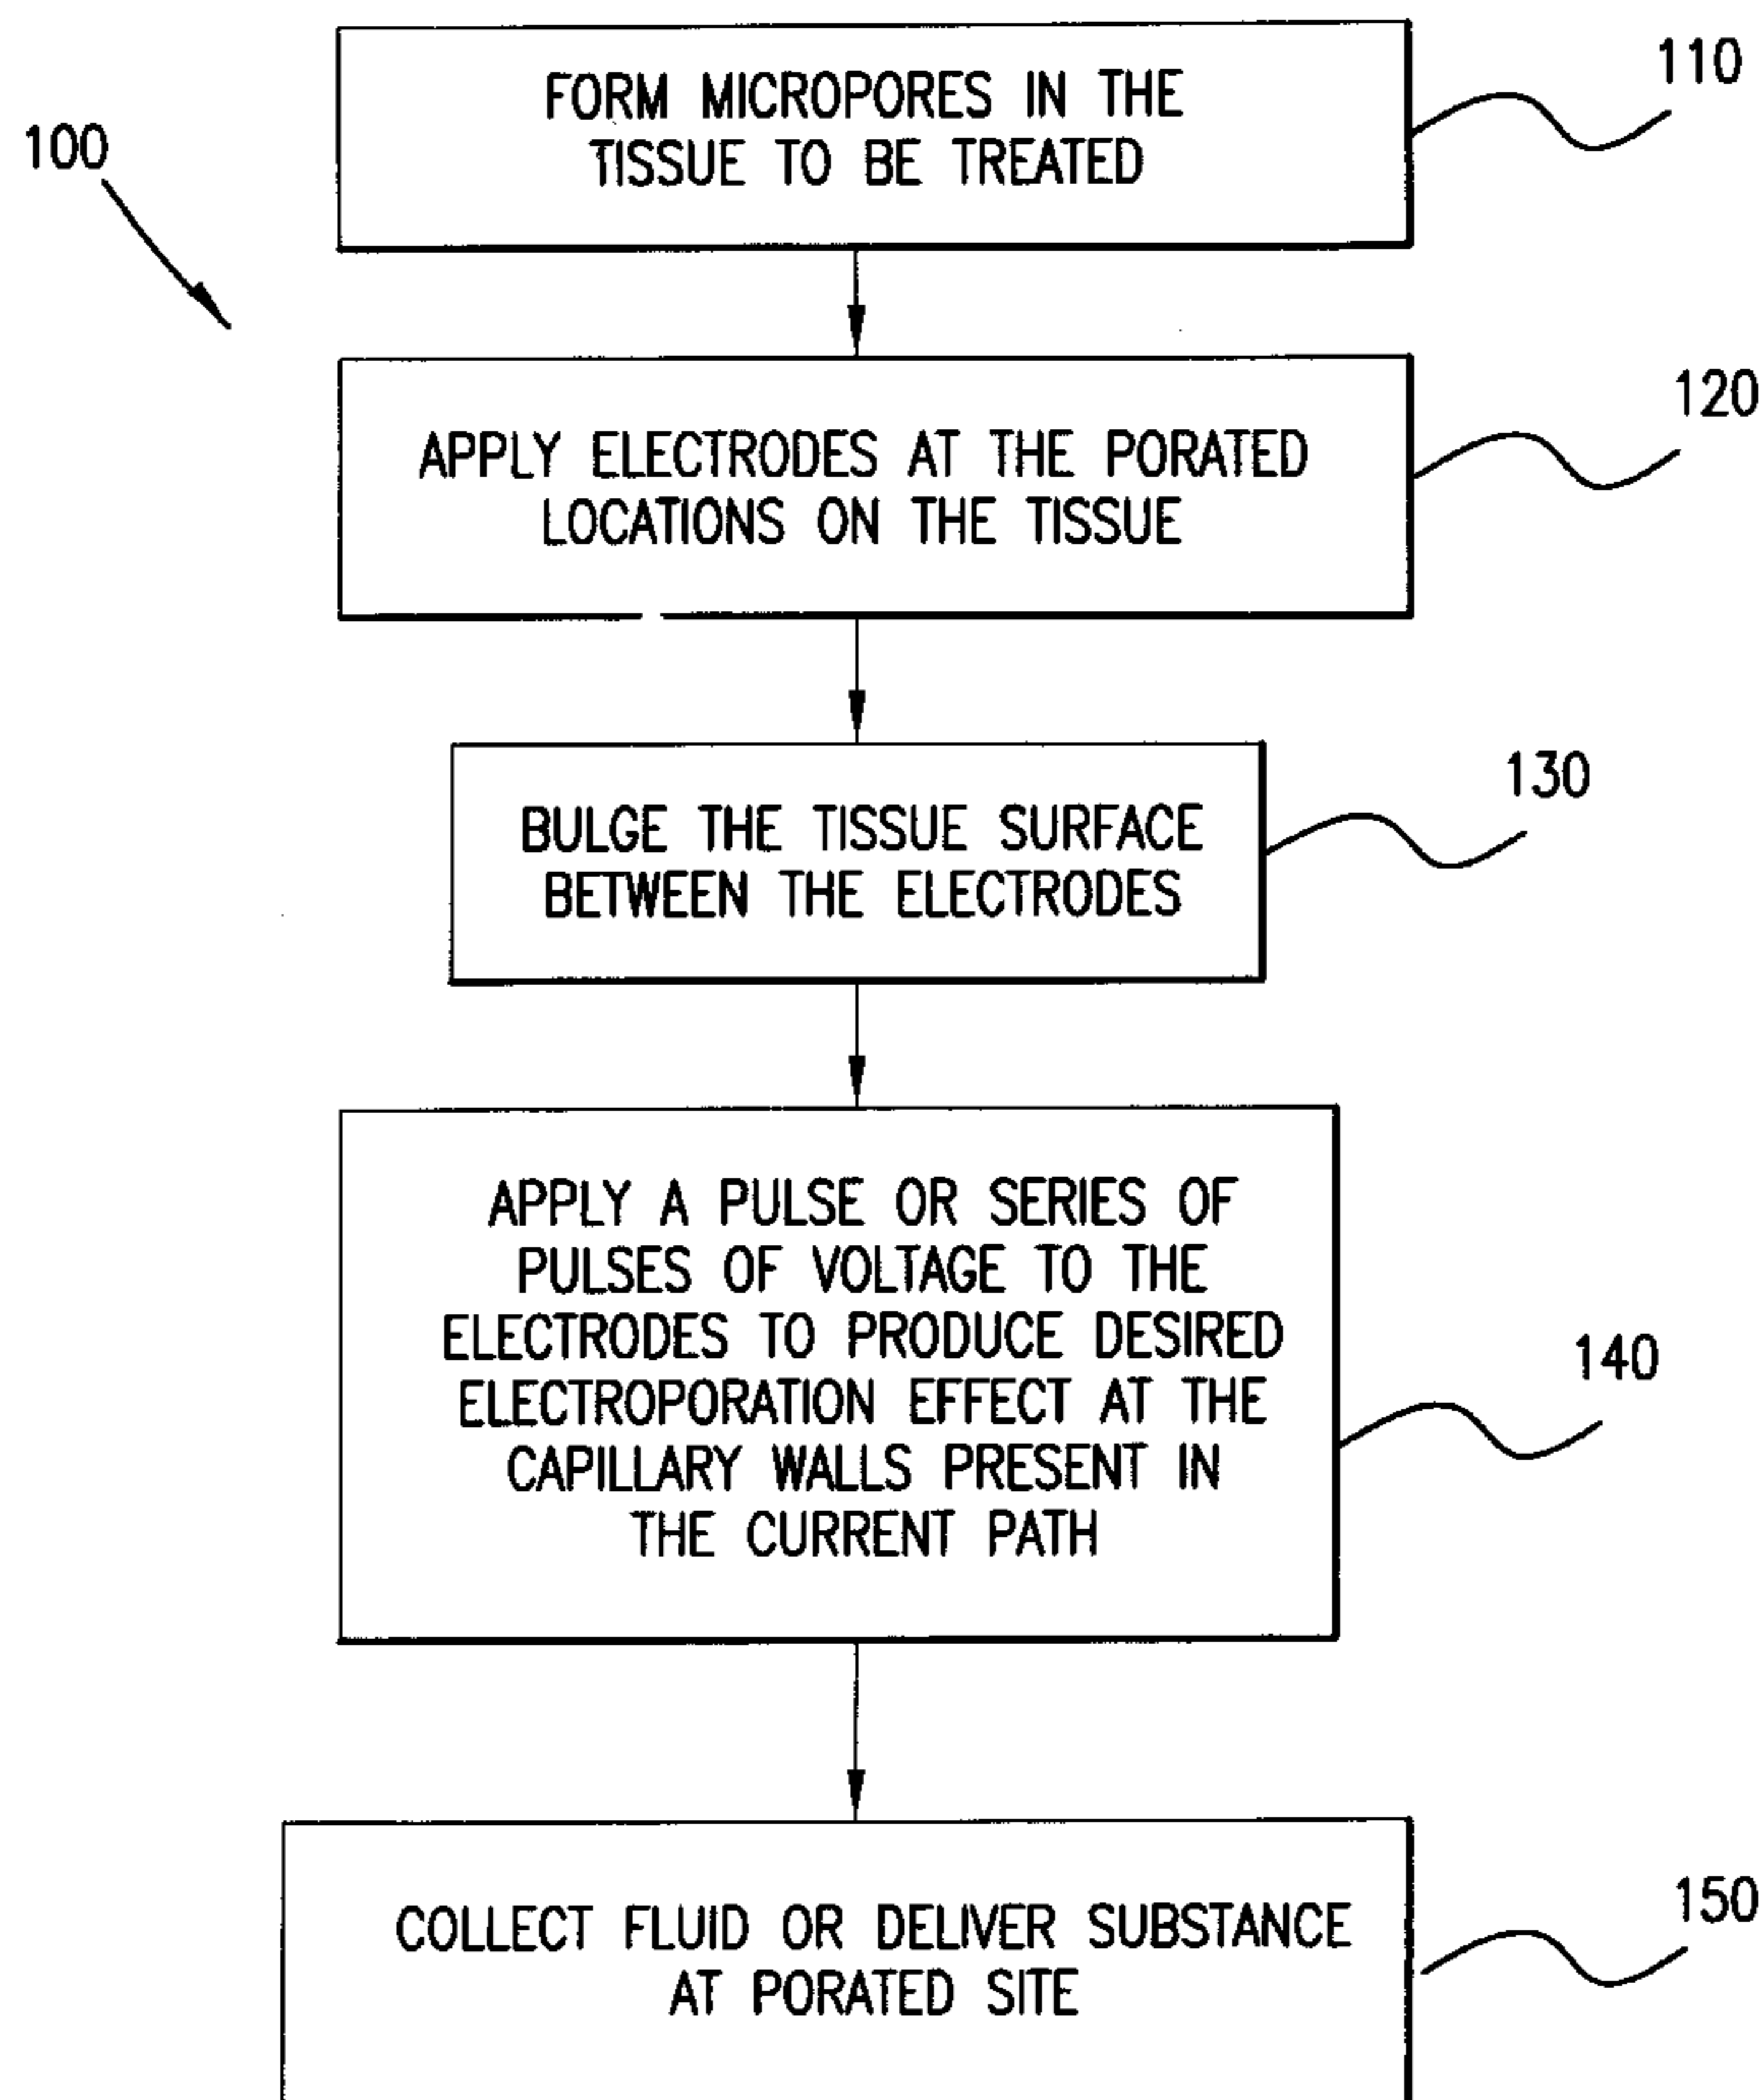 100
FORM MICROPORES IN THE
TISSUE TO BE TREATED
110
APPLY ELECTRODES AT THE PORATED
LOCATIONS ON THE TISSUE
120
BULGE THE TISSUE SURFACE
BETWEEN THE ELECTRODES
130
APPLY A PULSE OR SERIES OF
PULSES OF VOLTAGE TO THE
ELECTRODES TO PRODUCE DESIRED
ELECTROPORATION EFFECT AT THE
CAPILLARY WALLS PRESENT IN
THE CURRENT PATH
140
COLLECT FLUID OR DELIVER SUBSTANCE
AT PORATED SITE
150